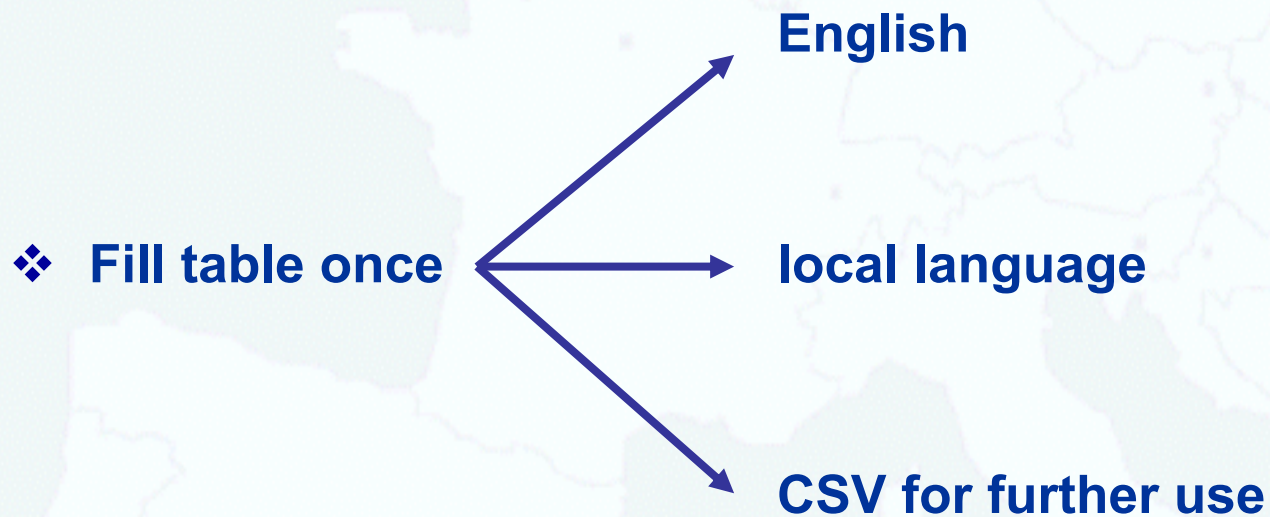 English
❖ Fill table once
local language
CSV for further use